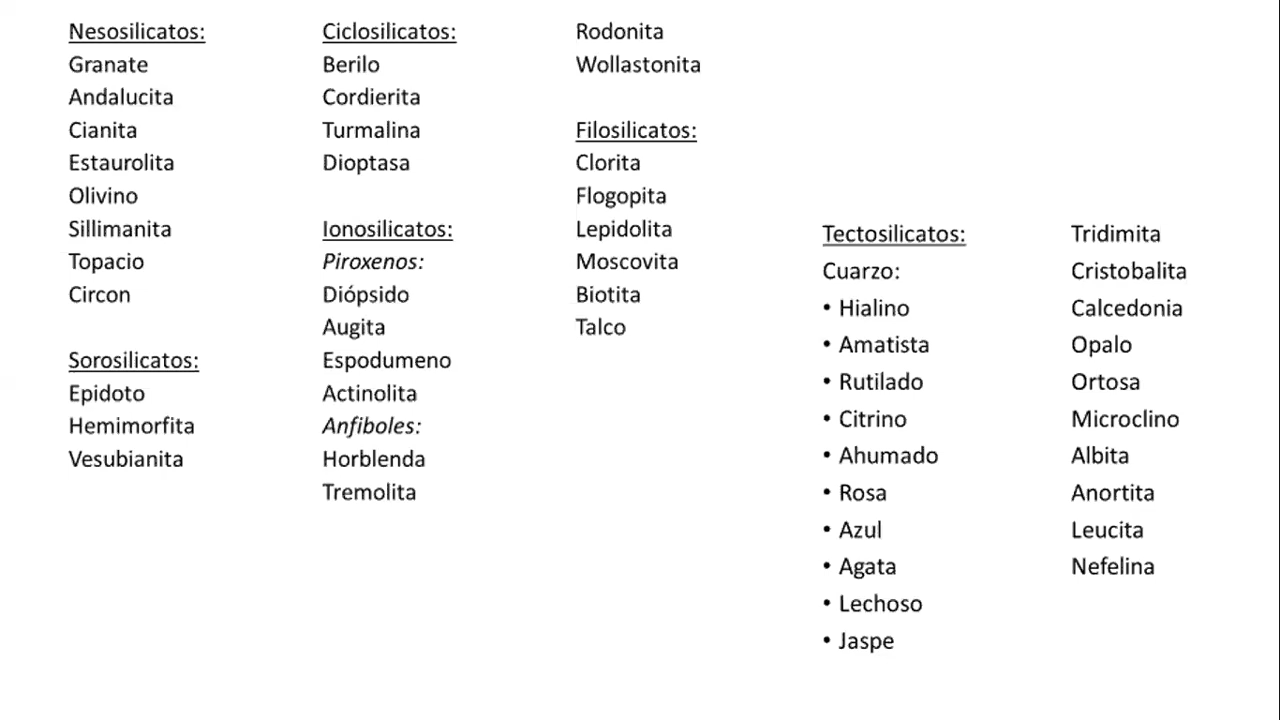 Nesosilicatos:
Granate
Andalucita
Cianita
Estaurolita
Olivino
Sillimanita
Topacio
Circon
Sorosilicatos:
Epidoto
Hemimorfita
Vesubianita
Ciclosilicatos:
Berilo
Cordierita
Turmalina
Dioptasa
Ionosilicatos:
Piroxenos:
Diópsido
Augita
Espodumeno
Actinolita
Anfiboles:
Horblenda
Tremolita
Rodonita
Wollastonita
Filosilicatos:
Clorita
Flogopita
Lepidolita
Moscovita
Biotita
Talco
Tectosilicatos:
Cuarzo:
• Hialino
• Amatista
• Rutilado
• Citrino
• Ahumado
• Rosa
• Azul
• Agata
• Lechoso
• Jaspe
Tridimita
Cristobalita
Calcedonia
Opalo
Ortosa
Microclino
Albita
Anortita
Leucita
Nefelina